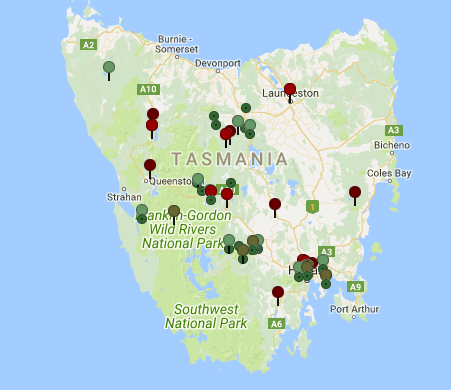 A2
Burnie -
Somerset
Devonport
A10
Launceston
A3
Bicheno
TASMANIA
Coles Bay
Queenstown
Strahan
1
Franklin-Gordon
Wild Rivers
National Park
A3
A9
Port Arthur
Southwest
National Park
A6